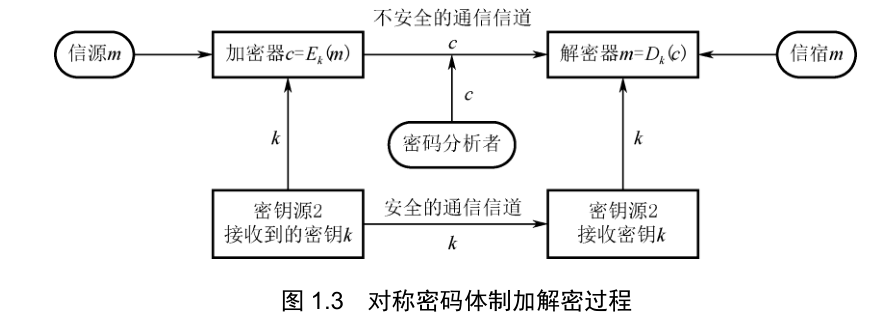 不安全的通信信道
信源m
加密器c=Eₖ(m)
c
解密器m=Dₖ(c)
信宿m
c
k
密码分析者
k
密钥源2
接收到的密钥k
安全的通信信道
k
密钥源2
接收密钥k
图 1.3 对称密码体制加解密过程